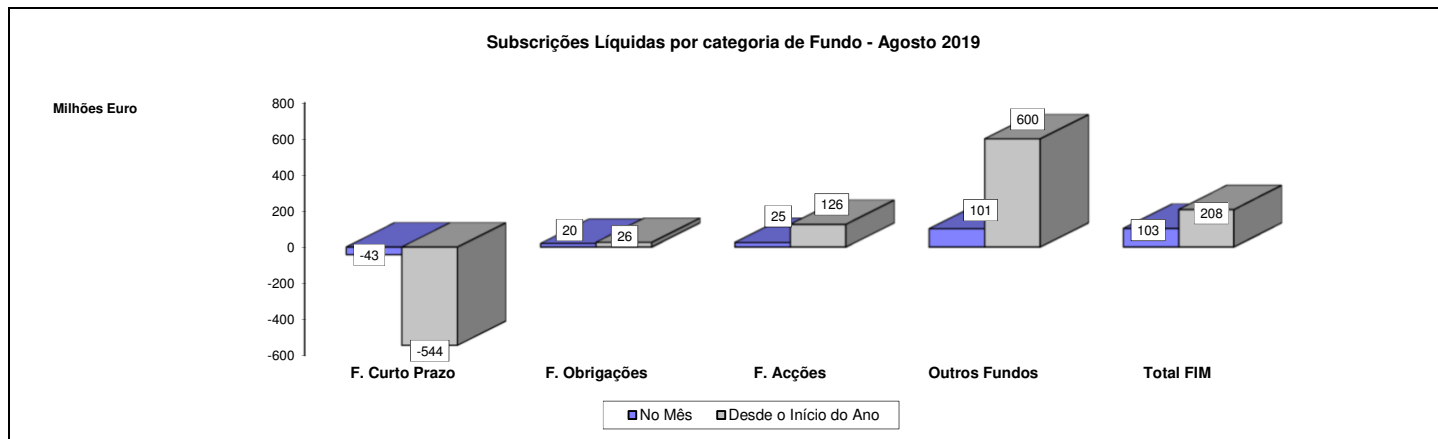 Subscrições Líquidas por categoria de Fundo - Agosto 2019
Milhões Euro
800
600
400
200
0
-200
-400
-600
-43
-544
20
26
25
126
101
600
103
208
F. Curto Prazo
F. Obrigações
F. Acções
Outros Fundos
Total FIM
No Mês
Desde o Início do Ano